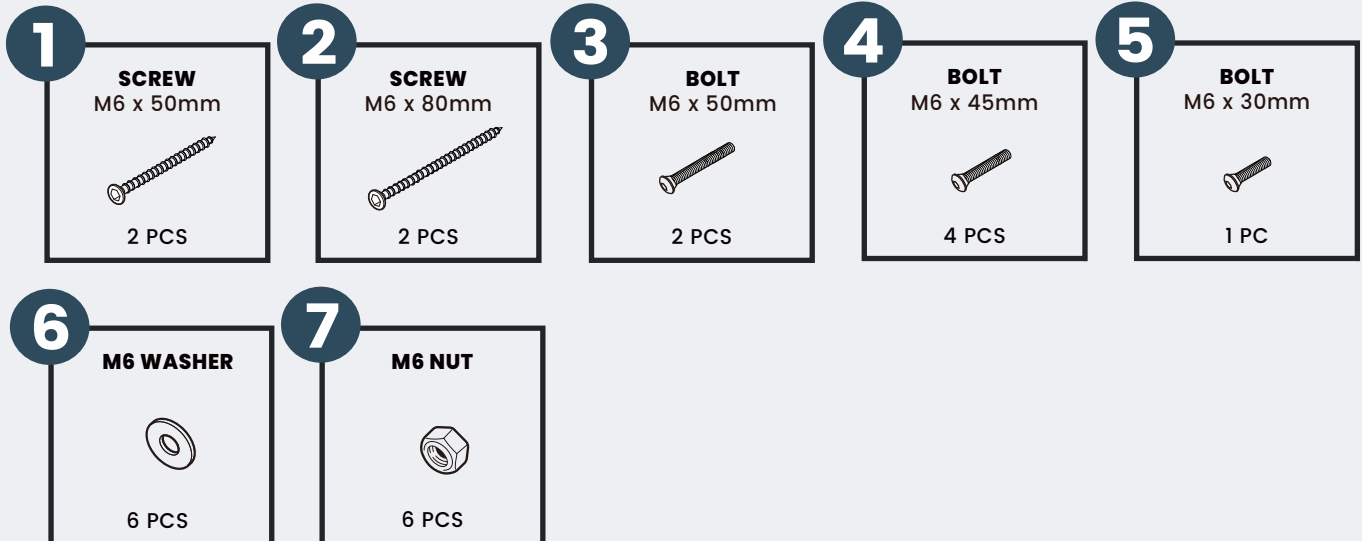 1
SCREW
M6 x 50mm
2 PCS
2
SCREW
M6 x 80mm
2 PCS
3
BOLT
M6 x 50mm
2 PCS
4
BOLT
M6 x 45mm
4 PCS
5
BOLT
M6 x 30mm
1 PC
6
M6 WASHER
6 PCS
7
M6 NUT
6 PCS